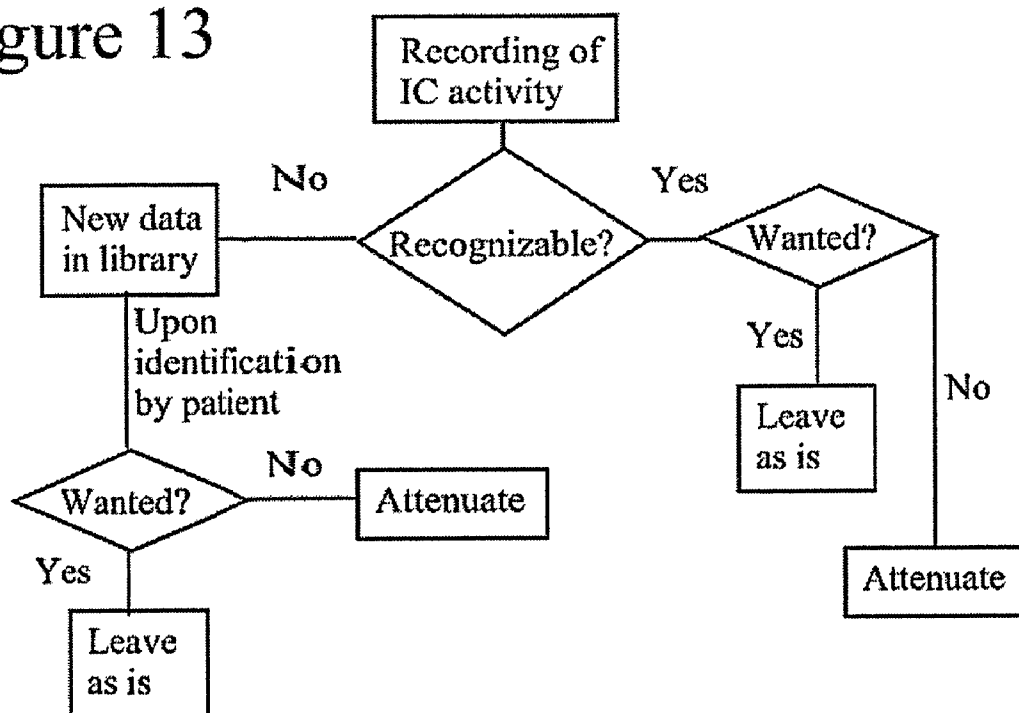 gure 13
Recording of
IC activity
No
Yes
New data
in library
Recognizable?
Wanted?
Upon
identification
by patient
Yes
No
Leave
as is
Wanted?
No
Attenuate
Yes
Attenuate
Leave
as is